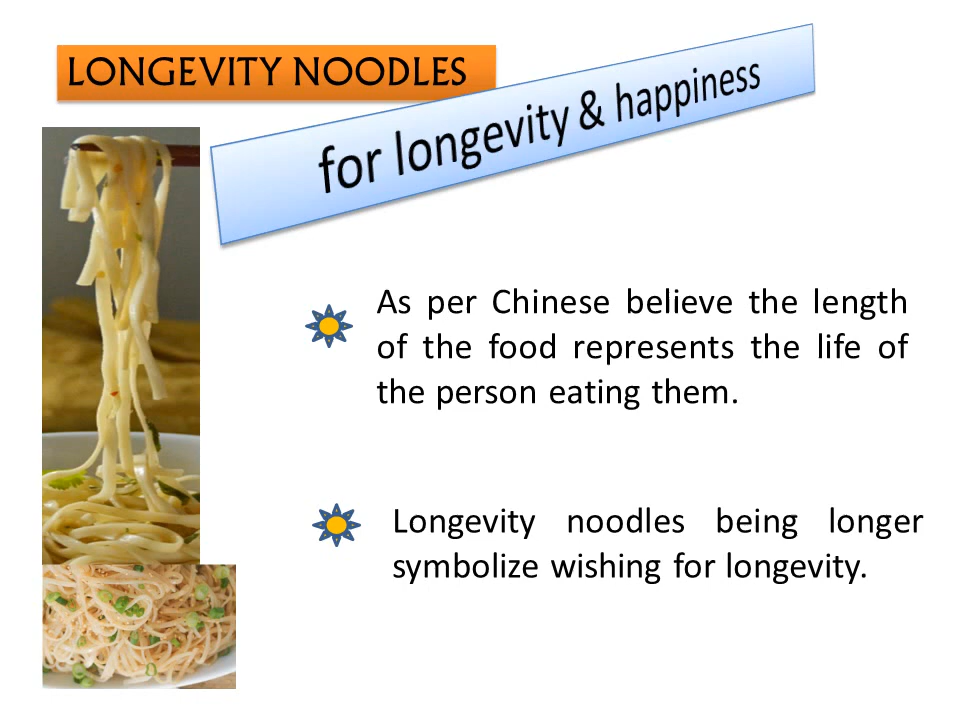 LONGEVITY NOODLES
for longevity & happiness
As per Chinese believe the length
of the food represents the life of
the person eating them.
Longevity noodles being longer
symbolize wishing for longevity.